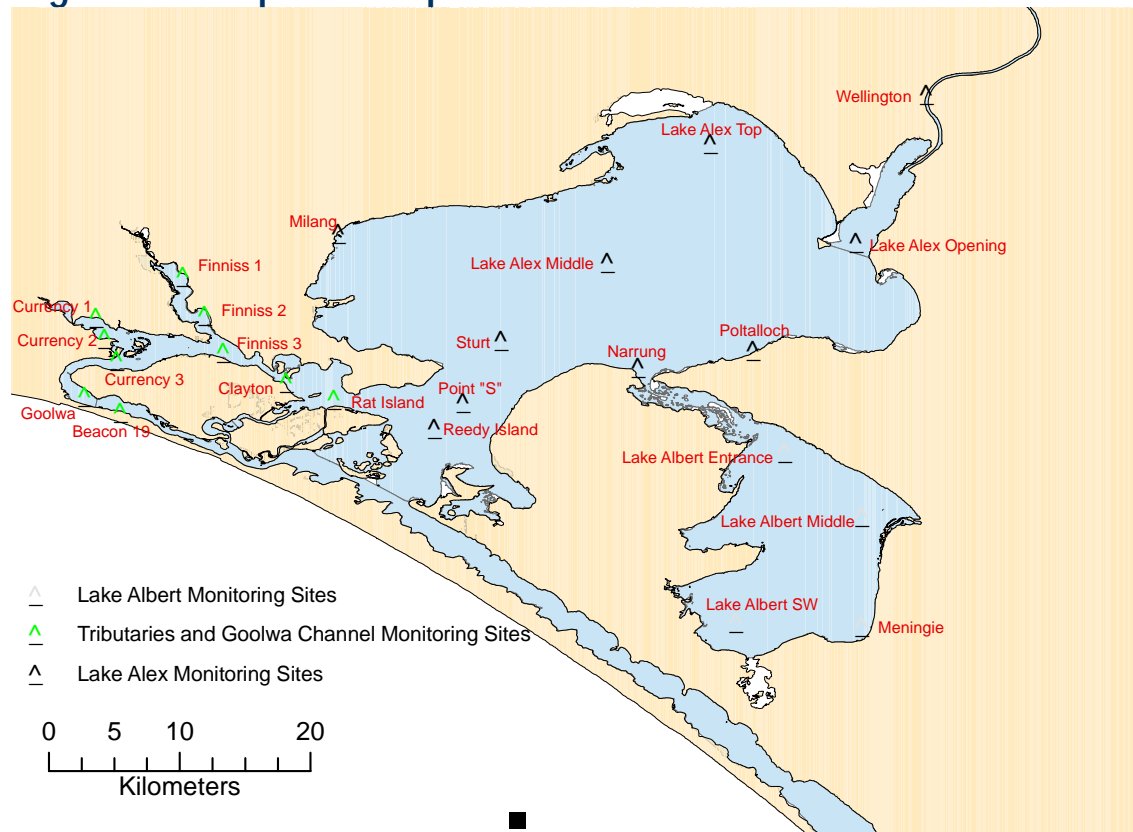 Wellington
Lake Alex Top
Milang
Lake Alex Opening
Lake Alex Middle
Finniss 1
Currency 1
Finniss 2
Currency 2
Finniss 3
Sturt
Poltalloch
Narrung
Currency 3
Clayton
Point "S"
Rat Island
Goolwa
Beacon 19
Reedy Island
Lake Albert Entrance
Lake Albert Middle
Lake Albert SW
Meningie
Lake Albert Monitoring Sites
Tributaries and Goolwa Channel Monitoring Sites
Lake Alex Monitoring Sites
0 5 10 20
Kilometers